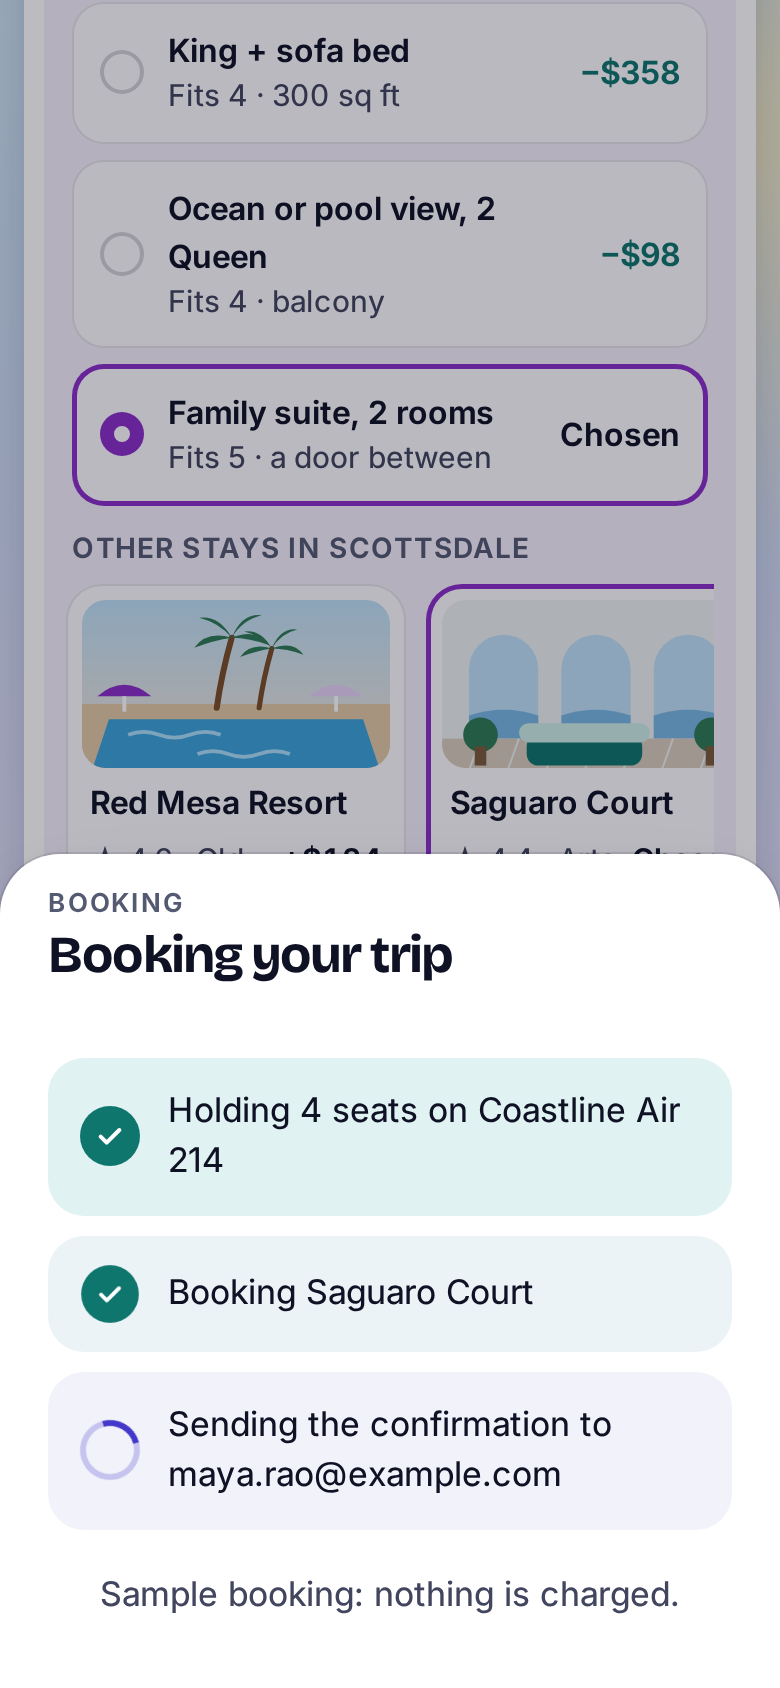 King + sofa bed
Fits 4 · 300 sq ft
−$358
Ocean or pool view, 2
Queen
Fits 4 · balcony
−$98
Family suite, 2 rooms
Fits 5 · a door between
Chosen
OTHER STAYS IN SCOTTSDALE
Red Mesa Resort
Saguaro Court
BOOKING
Booking your trip
Holding 4 seats on Coastline Air
214
Booking Saguaro Court
Sending the confirmation to
maya.rao@example.com
Sample booking: nothing is charged.